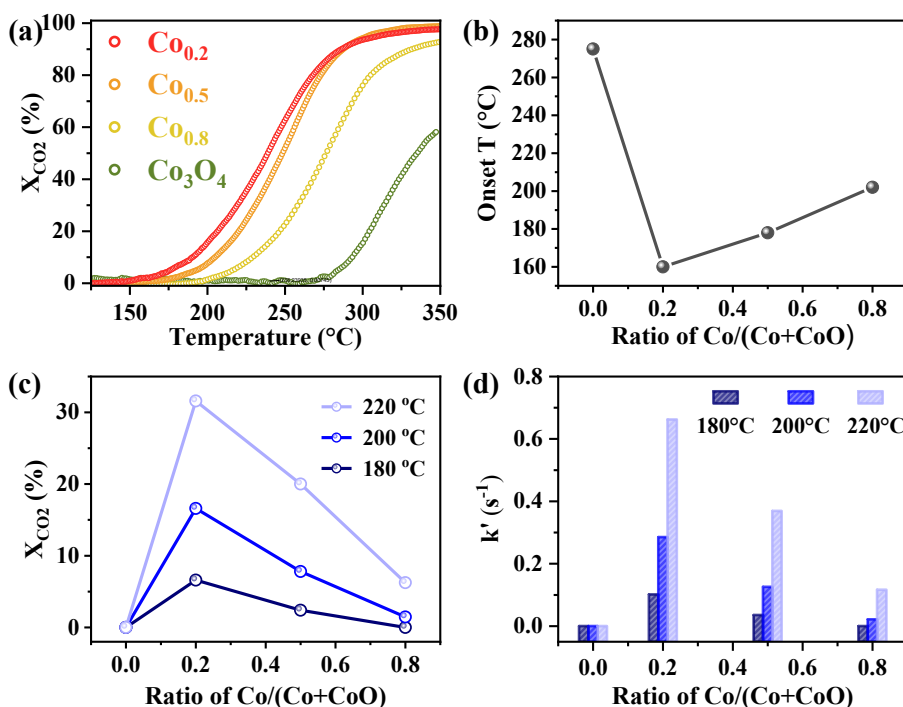 (a)
Co0.2
Co0.5
Co0.8
Co3O4
XCO2 (%)
100
80
60
40
20
0
150 200 250 300 350
Temperature (°C)
(b)
Onset T (°C)
280
260
240
220
200
180
160
0.0 0.2 0.4 0.6 0.8
Ratio of Co/(Co+CoO)
(c)
220 °C
200 °C
180 °C
XCO2 (%)
30
20
10
0
0.0 0.2 0.4 0.6 0.8
Ratio of Co/(Co+CoO)
(d)
180°C 200°C 220°C
k' (s-1)
0.8
0.6
0.4
0.2
0.0
0.0 0.2 0.4 0.6 0.8
Ratio of Co/(Co+CoO)